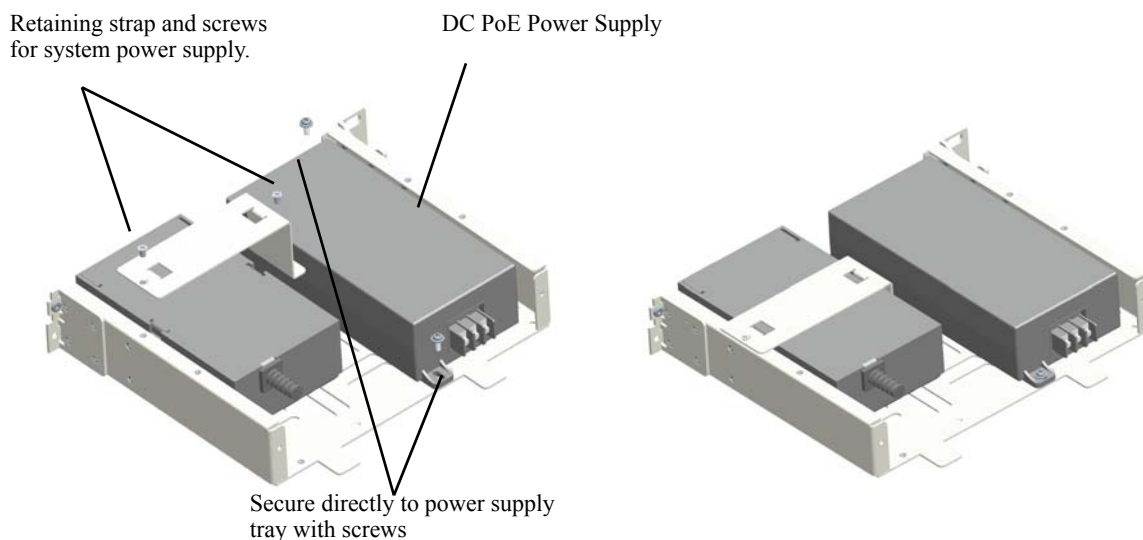 Retaining strap and screws
for system power supply.
DC PoE Power Supply
Secure directly to power supply
tray with screws